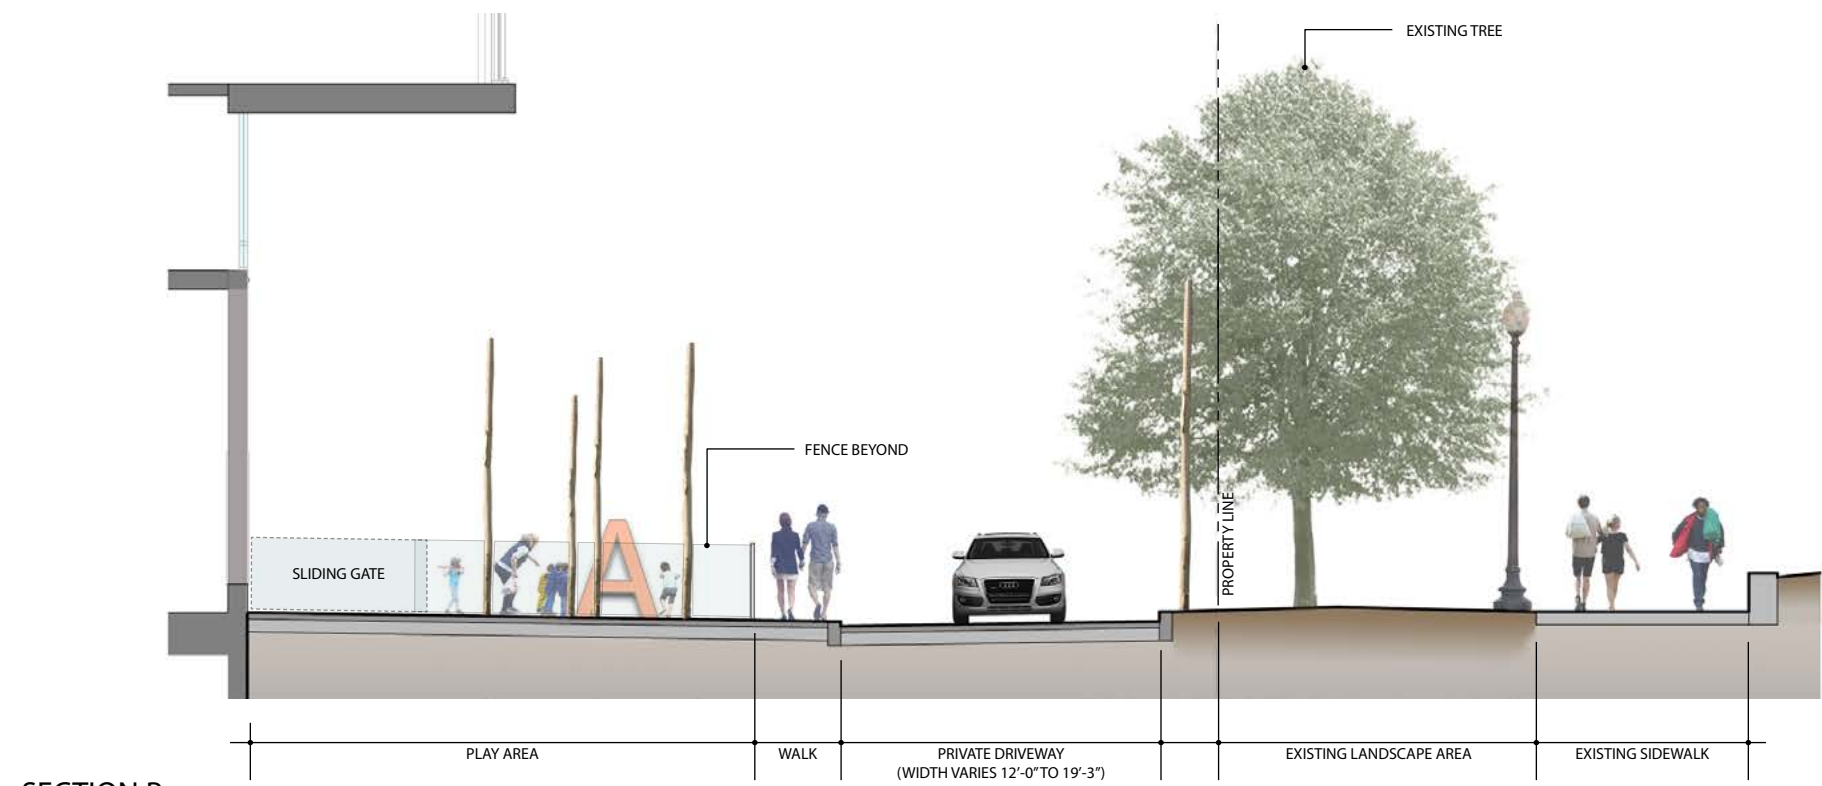 EXISTING TREE
FENCE BEYOND
PROPERTY LINE
SLIDING GATE
A
PLAY AREA
WALK
PRIVATE DRIVEWAY
(WIDTH VARIES 12'-0" TO 19'-3")
EXISTING LANDSCAPE AREA
EXISTING SIDEWALK
SECTION